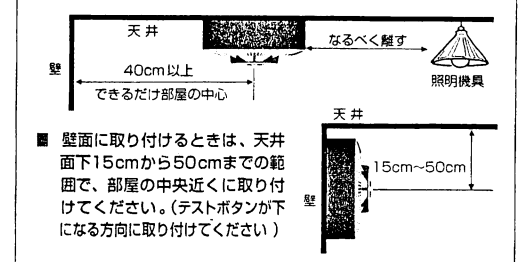 天井
なるべく離す
壁
40cm以上
できるだけ部屋の中心
照明機具
■ 壁面に取り付けるときは、天井
面下15cmから50cmまでの範
囲で、部屋の中央近くに取り付
けてください。(テストボタンが下
になる方向に取り付けてください )
天井
15cm～50cm
壁